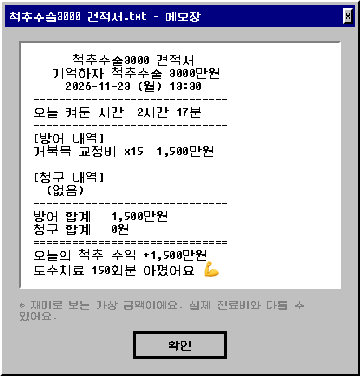 척추수술3000 견적서.txt - 메모장
척추수술3000 견적서
기억하자 척추수술 3000만원
2026-11-23 (월) 13:30
------------------------------
오늘 켜둔 시간 2시간 17분
------------------------------
[방어 내역]
거북목 교정비 x15 1,500만원
[청구 내역]
(없음)
------------------------------
방어 합계 1,500만원
청구 합계 0원
==============================
오늘의 척추 수익 +1,500만원
도수치료 150회분 아꼈어요 💪
* 재미로 보는 가상 금액이에요. 실제 진료비와 다를 수
있어요.
확인